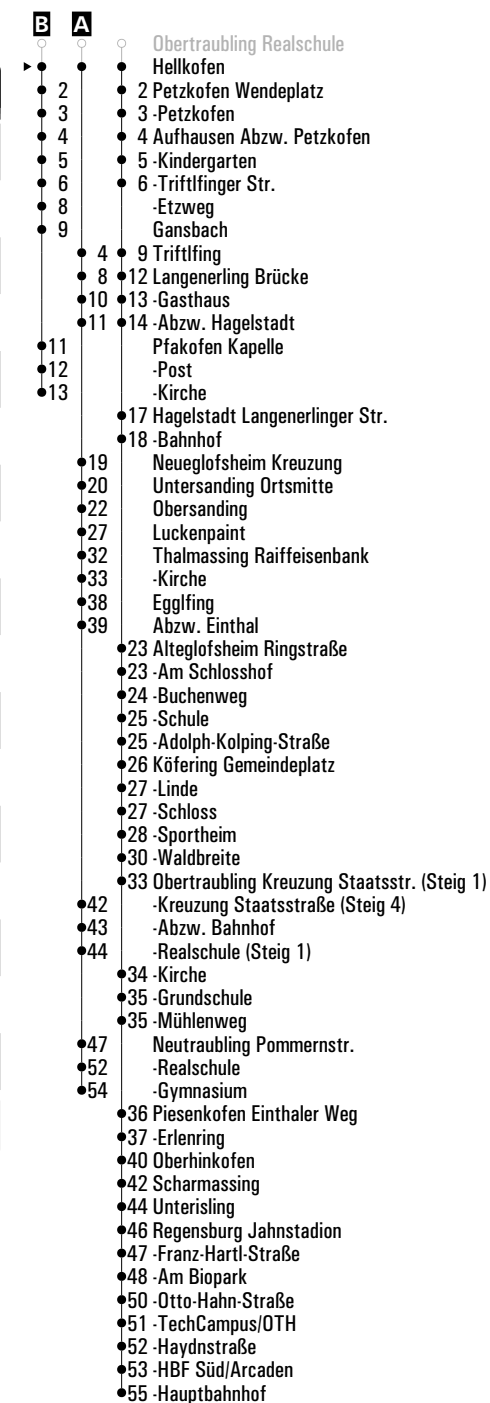 B A
Obertraubling Realschule
Hellkofen
2 2 Petzkofen Wendeplatz
3 3 -Petzkofen
4 4 Aufhausen Abzw. Petzkofen
5 5 -Kindergarten
6 6 -Triftlfinger Str.
8 -Etzweg
9 Gansbach
4 9 Triftlfing
8 12 Langenerling Brücke
10 13 -Gasthaus
11 14 -Abzw. Hagelstadt
11 Pfakofen Kapelle
12 -Post
13 -Kirche
17 Hagelstadt Langenerlinger Str.
18 -Bahnhof
19 Neueglofsheim Kreuzung
20 Untersanding Ortsmitte
22 Obersanding
27 Luckenpaint
32 Thalmassing Raiffeisenbank
33 -Kirche
38 Egglfing
39 Abzw. Einthal
23 Alteglofsheim Ringstraße
23 -Am Schlosshof
24 -Buchenweg
25 -Schule
25 -Adolph-Kolping-Straße
26 Köfering Gemeindeplatz
27 -Linde
27 -Schloss
28 -Sportheim
30 -Waldbreite
33 Obertraubling Kreuzung Staatsstr. (Steig 1)
42 -Kreuzung Staatsstraße (Steig 4)
43 -Abzw. Bahnhof
44 -Realschule (Steig 1)
34 -Kirche
35 -Grundschule
35 -Mühlenweg
47 Neutraubling Pommernstr.
52 -Realschule
54 -Gymnasium
36 Piesenkofen Einthaler Weg
37 -Erlenring
40 Oberhinkofen
42 Scharmassing
44 Unterisling
46 Regensburg Jahnstadion
47 -Franz-Hartl-Straße
48 -Am Biopark
50 -Otto-Hahn-Straße
51 -TechCampus/OTH
52 -Haydnstraße
53 -HBF Süd/Arcaden
55 -Hauptbahnhof